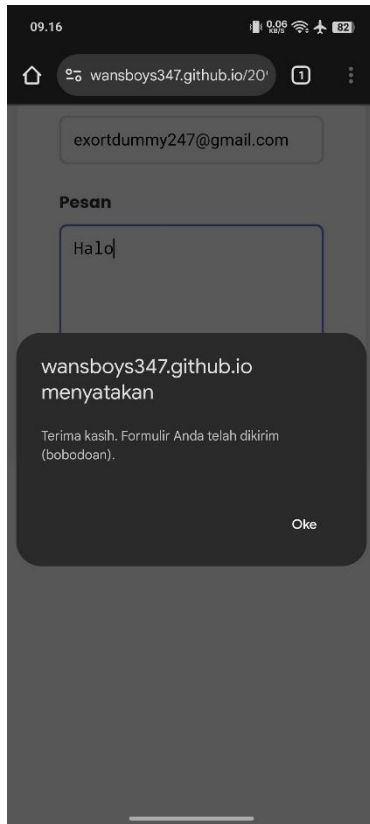 09.16
0.06
KB/S
82
wansboys347.github.io/20
1
exortdummy247@gmail.com
Pesan
Halo
wansboys347.github.io
menyatakan
Terima kasih. Formulir Anda telah dikirim
(bobodoan).
Oke